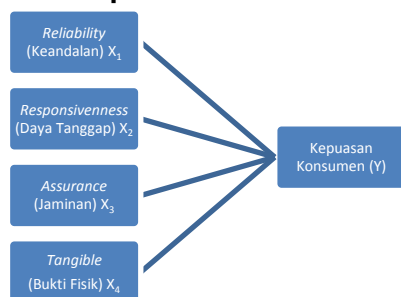 Reliability
(Keandalan) X₁
Responsivenness
(Daya Tanggap) X₂
Kepuasan
Konsumen (Y)
Assurance
(Jaminan) X₃
Tangible
(Bukti Fisik) X₄